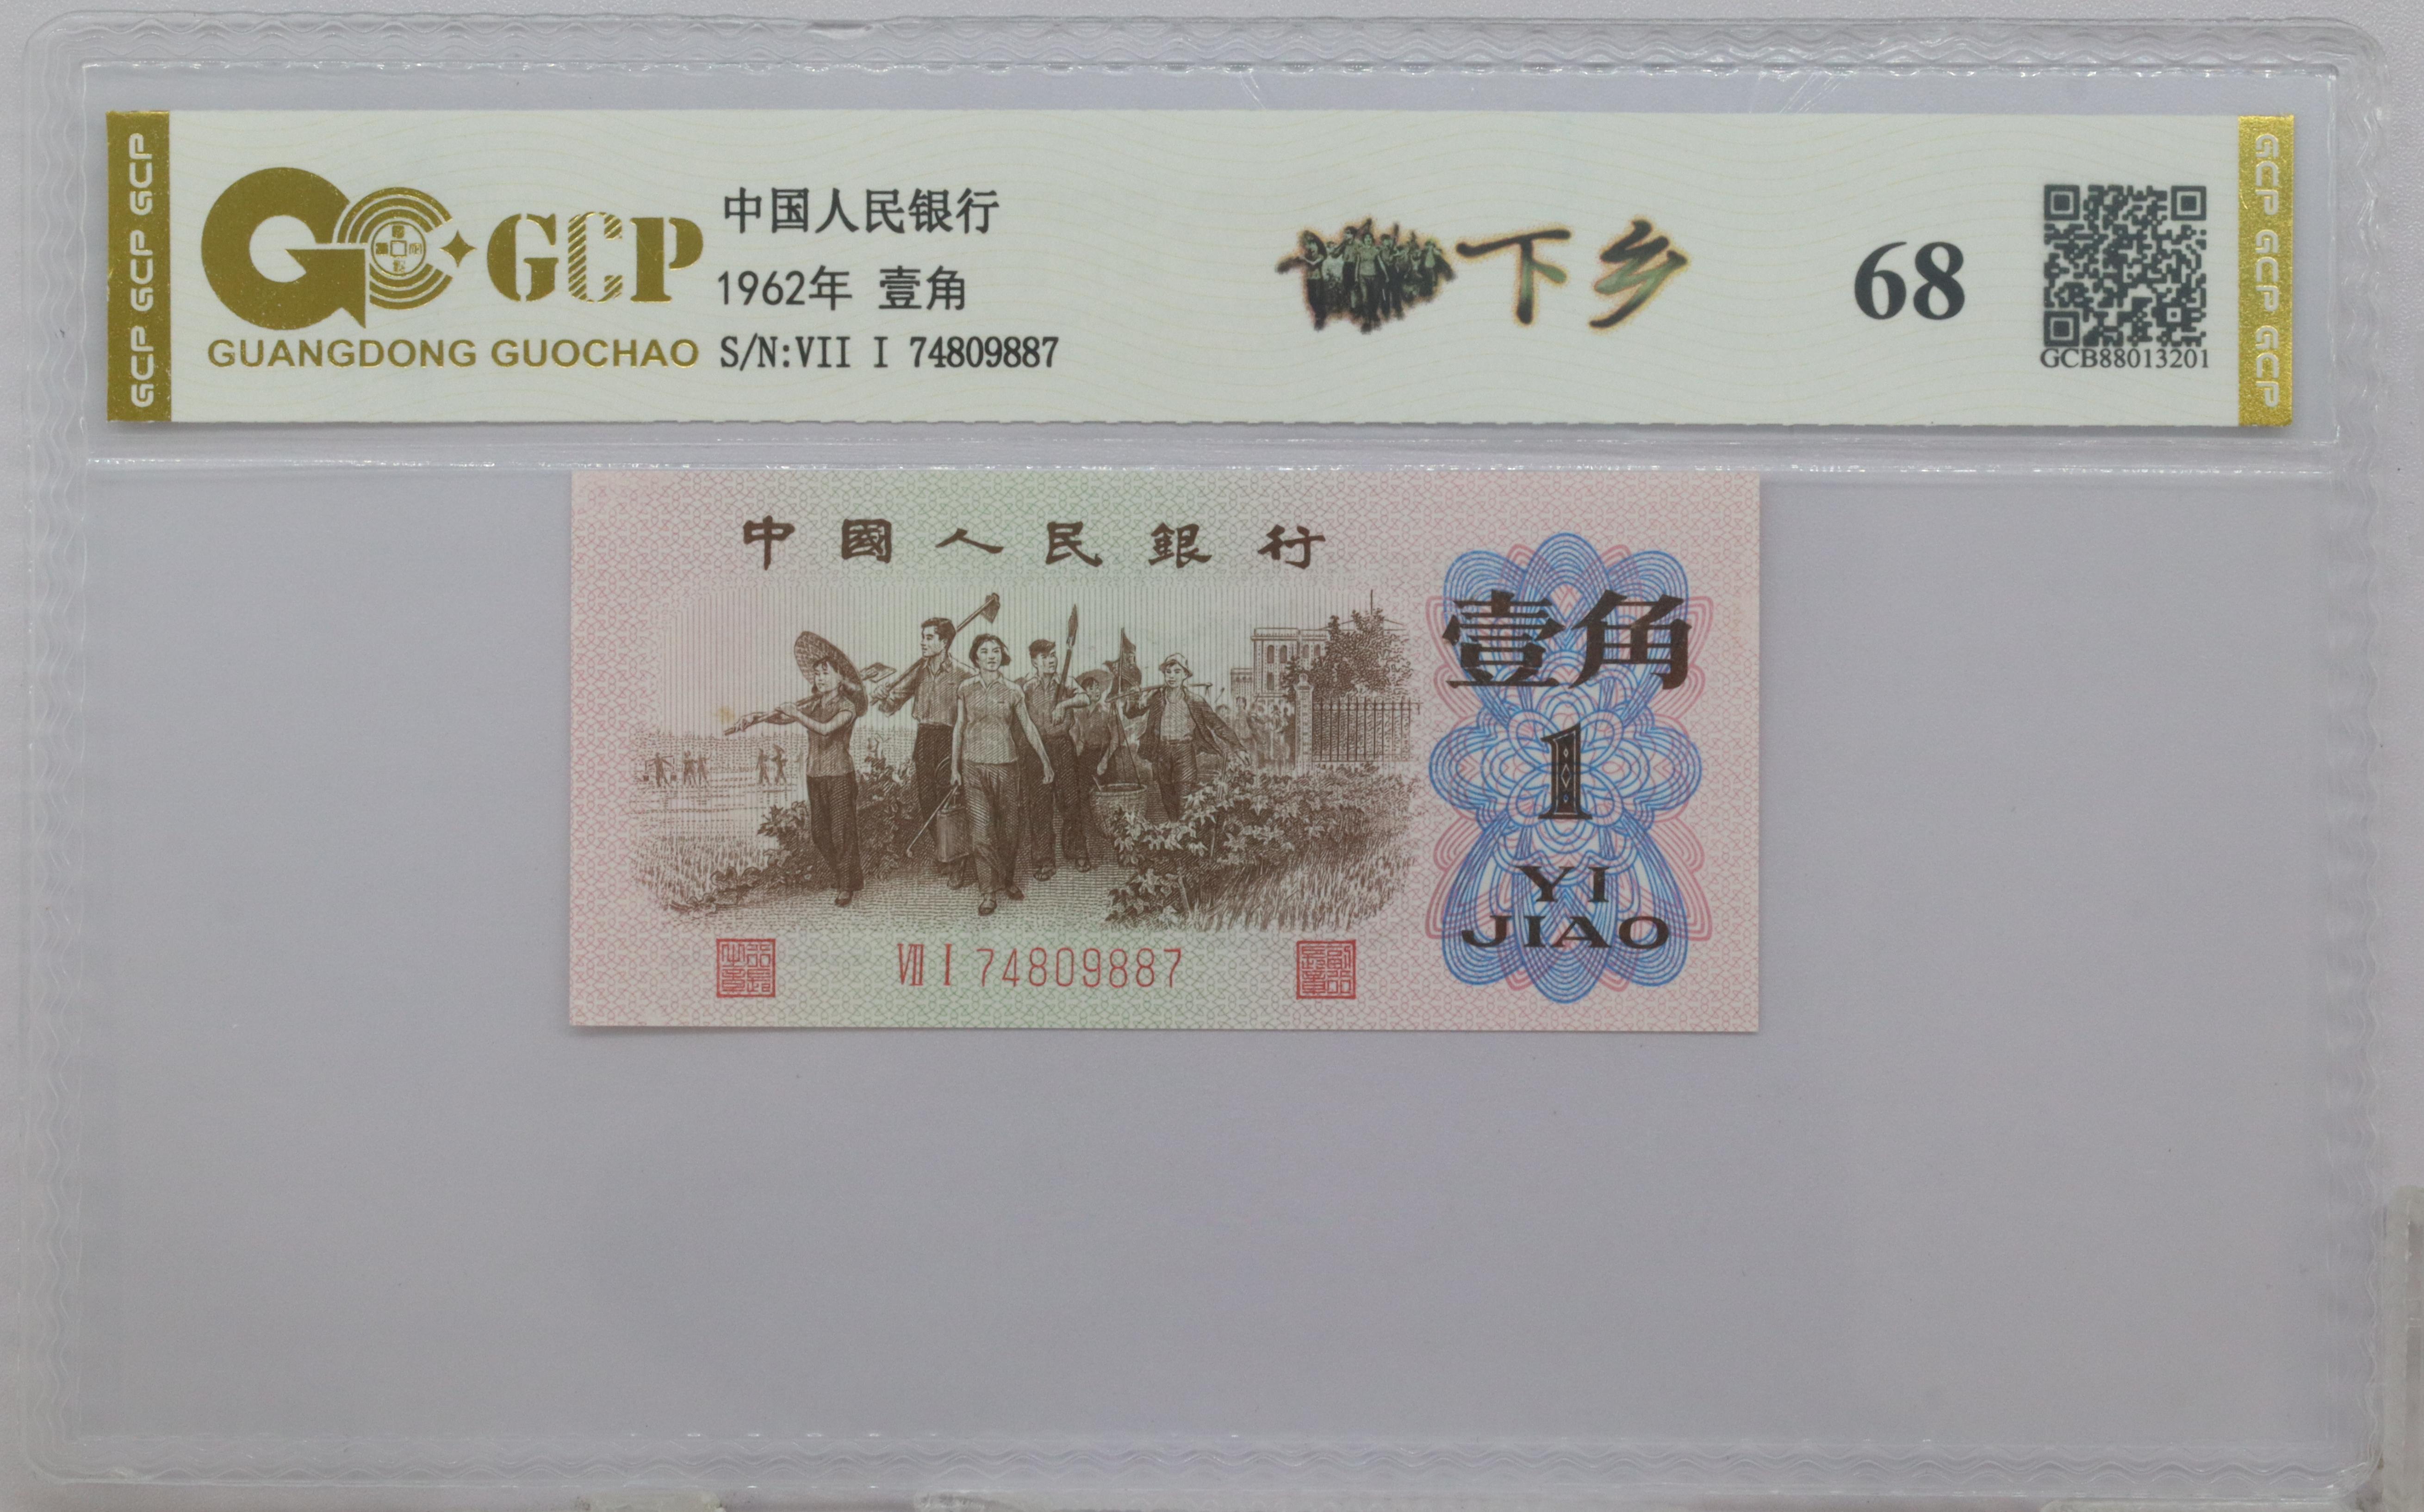 GCP GCP GCP
GCP
GUANGDONG GUOCHAO
中国人民银行
1962年 壹角
S/N:VII I 74809887
下乡
68
GCB88013201
GCP GCP GCP
中國人民銀行
壹角
1
YI
JIAO
VII I 74809887